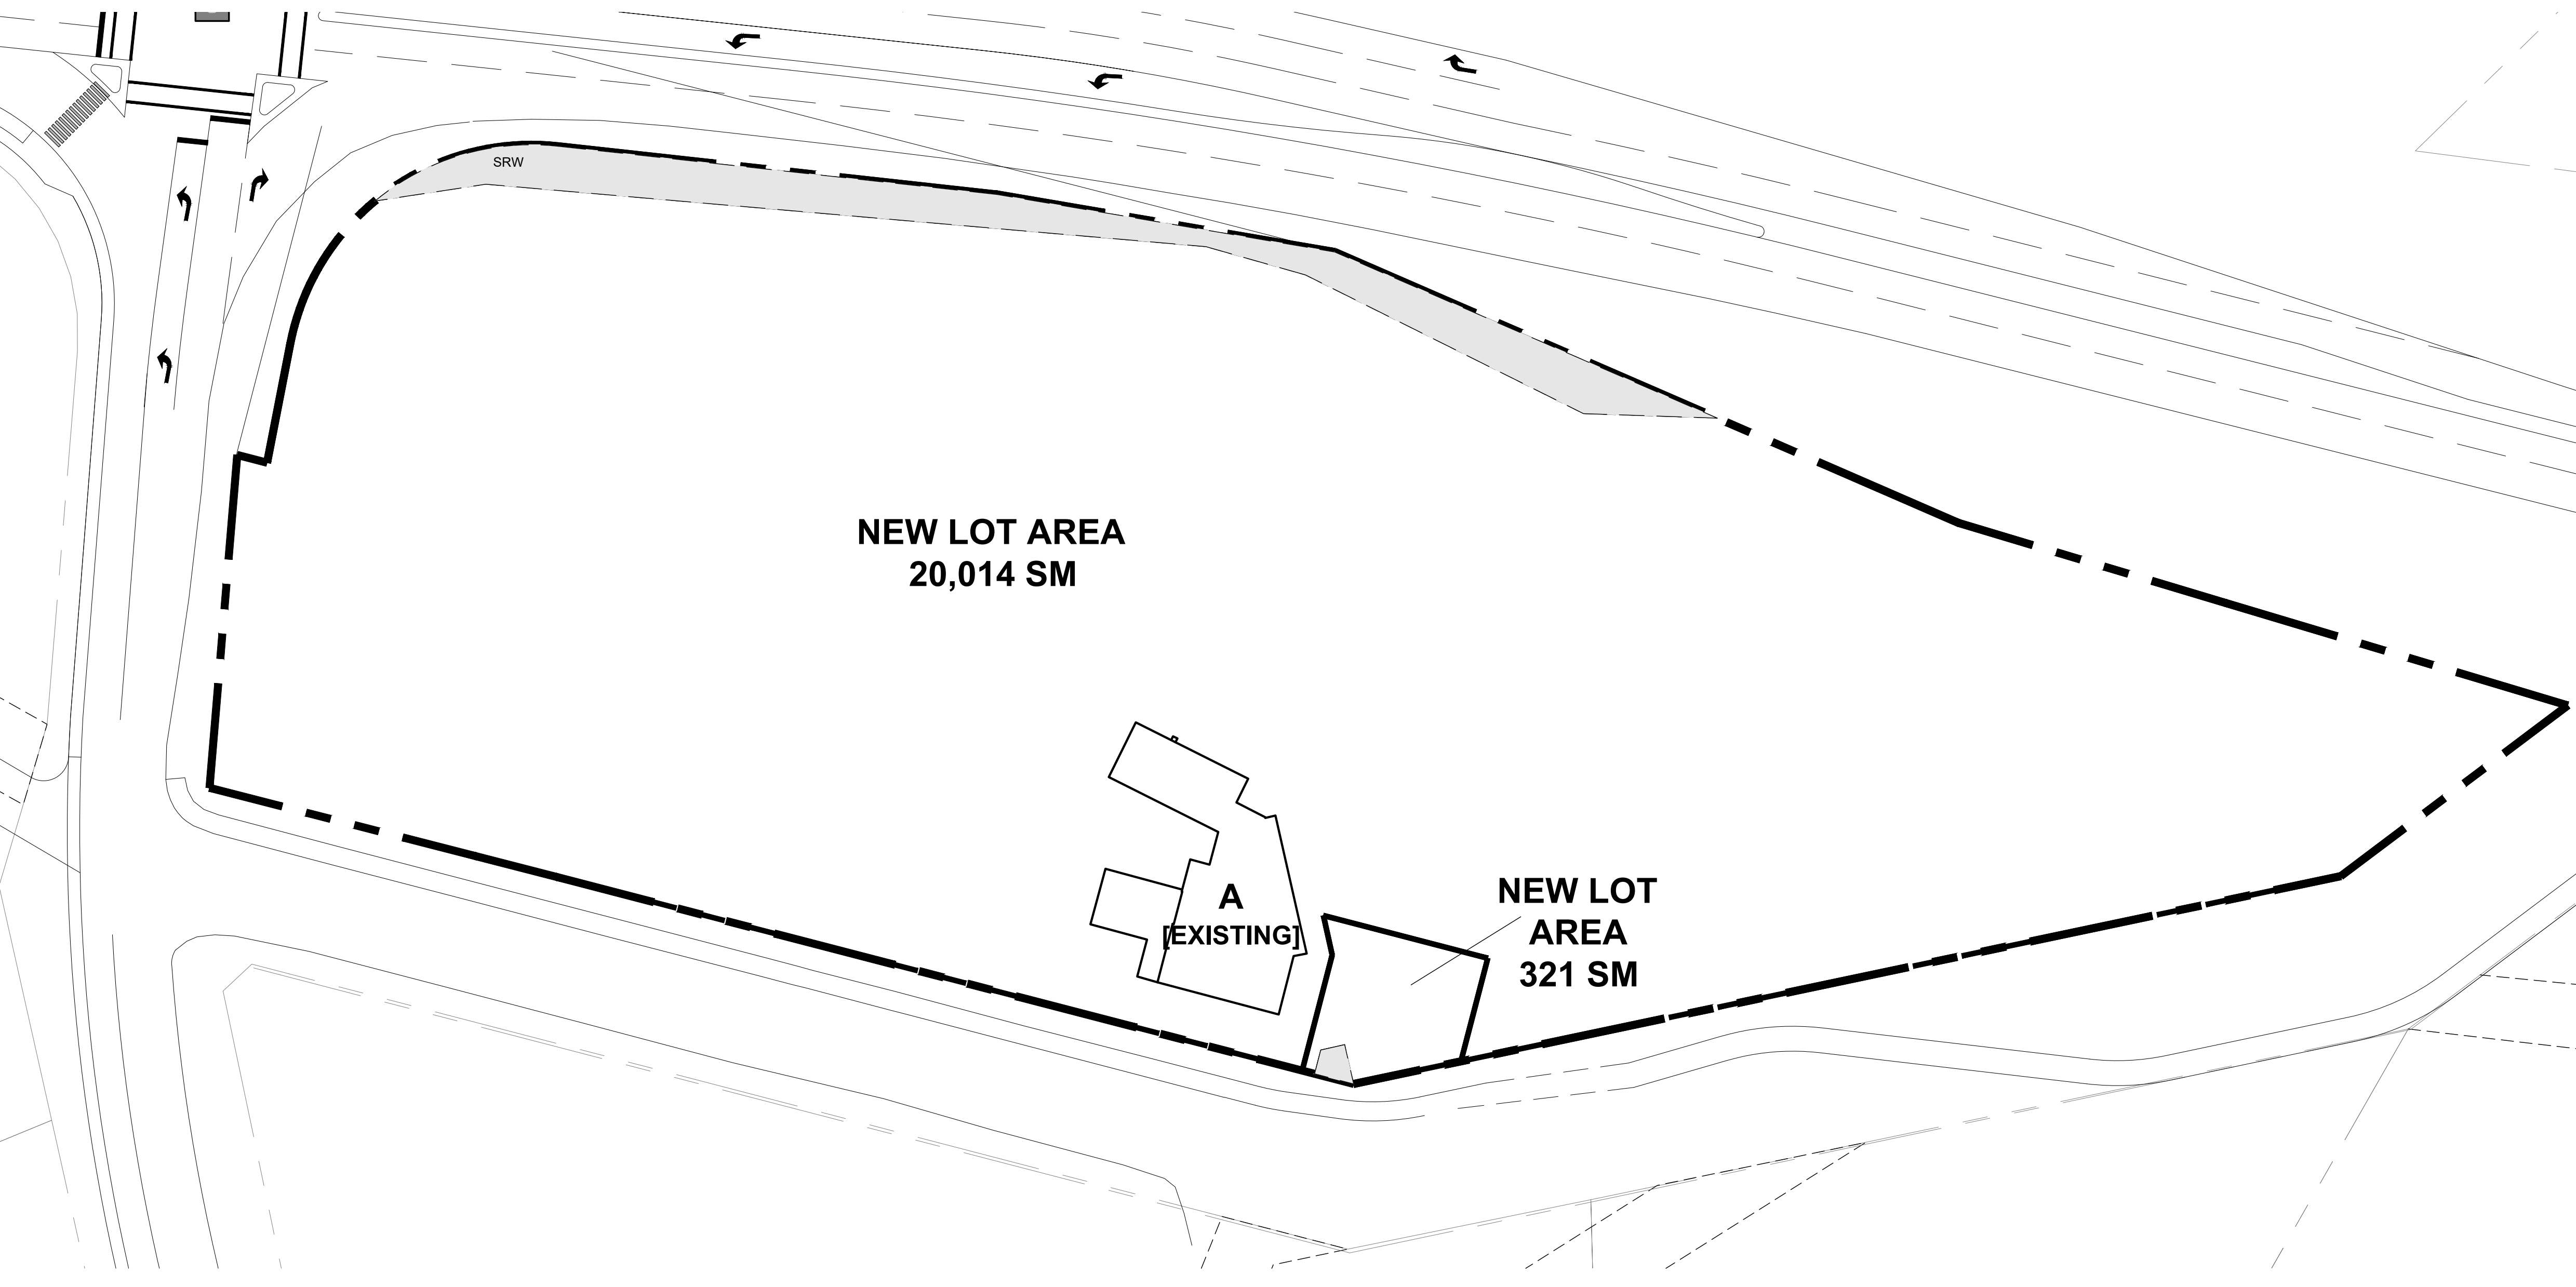 SRW
NEW LOT AREA
20,014 SM
A
[EXISTING]
NEW LOT
AREA
321 SM